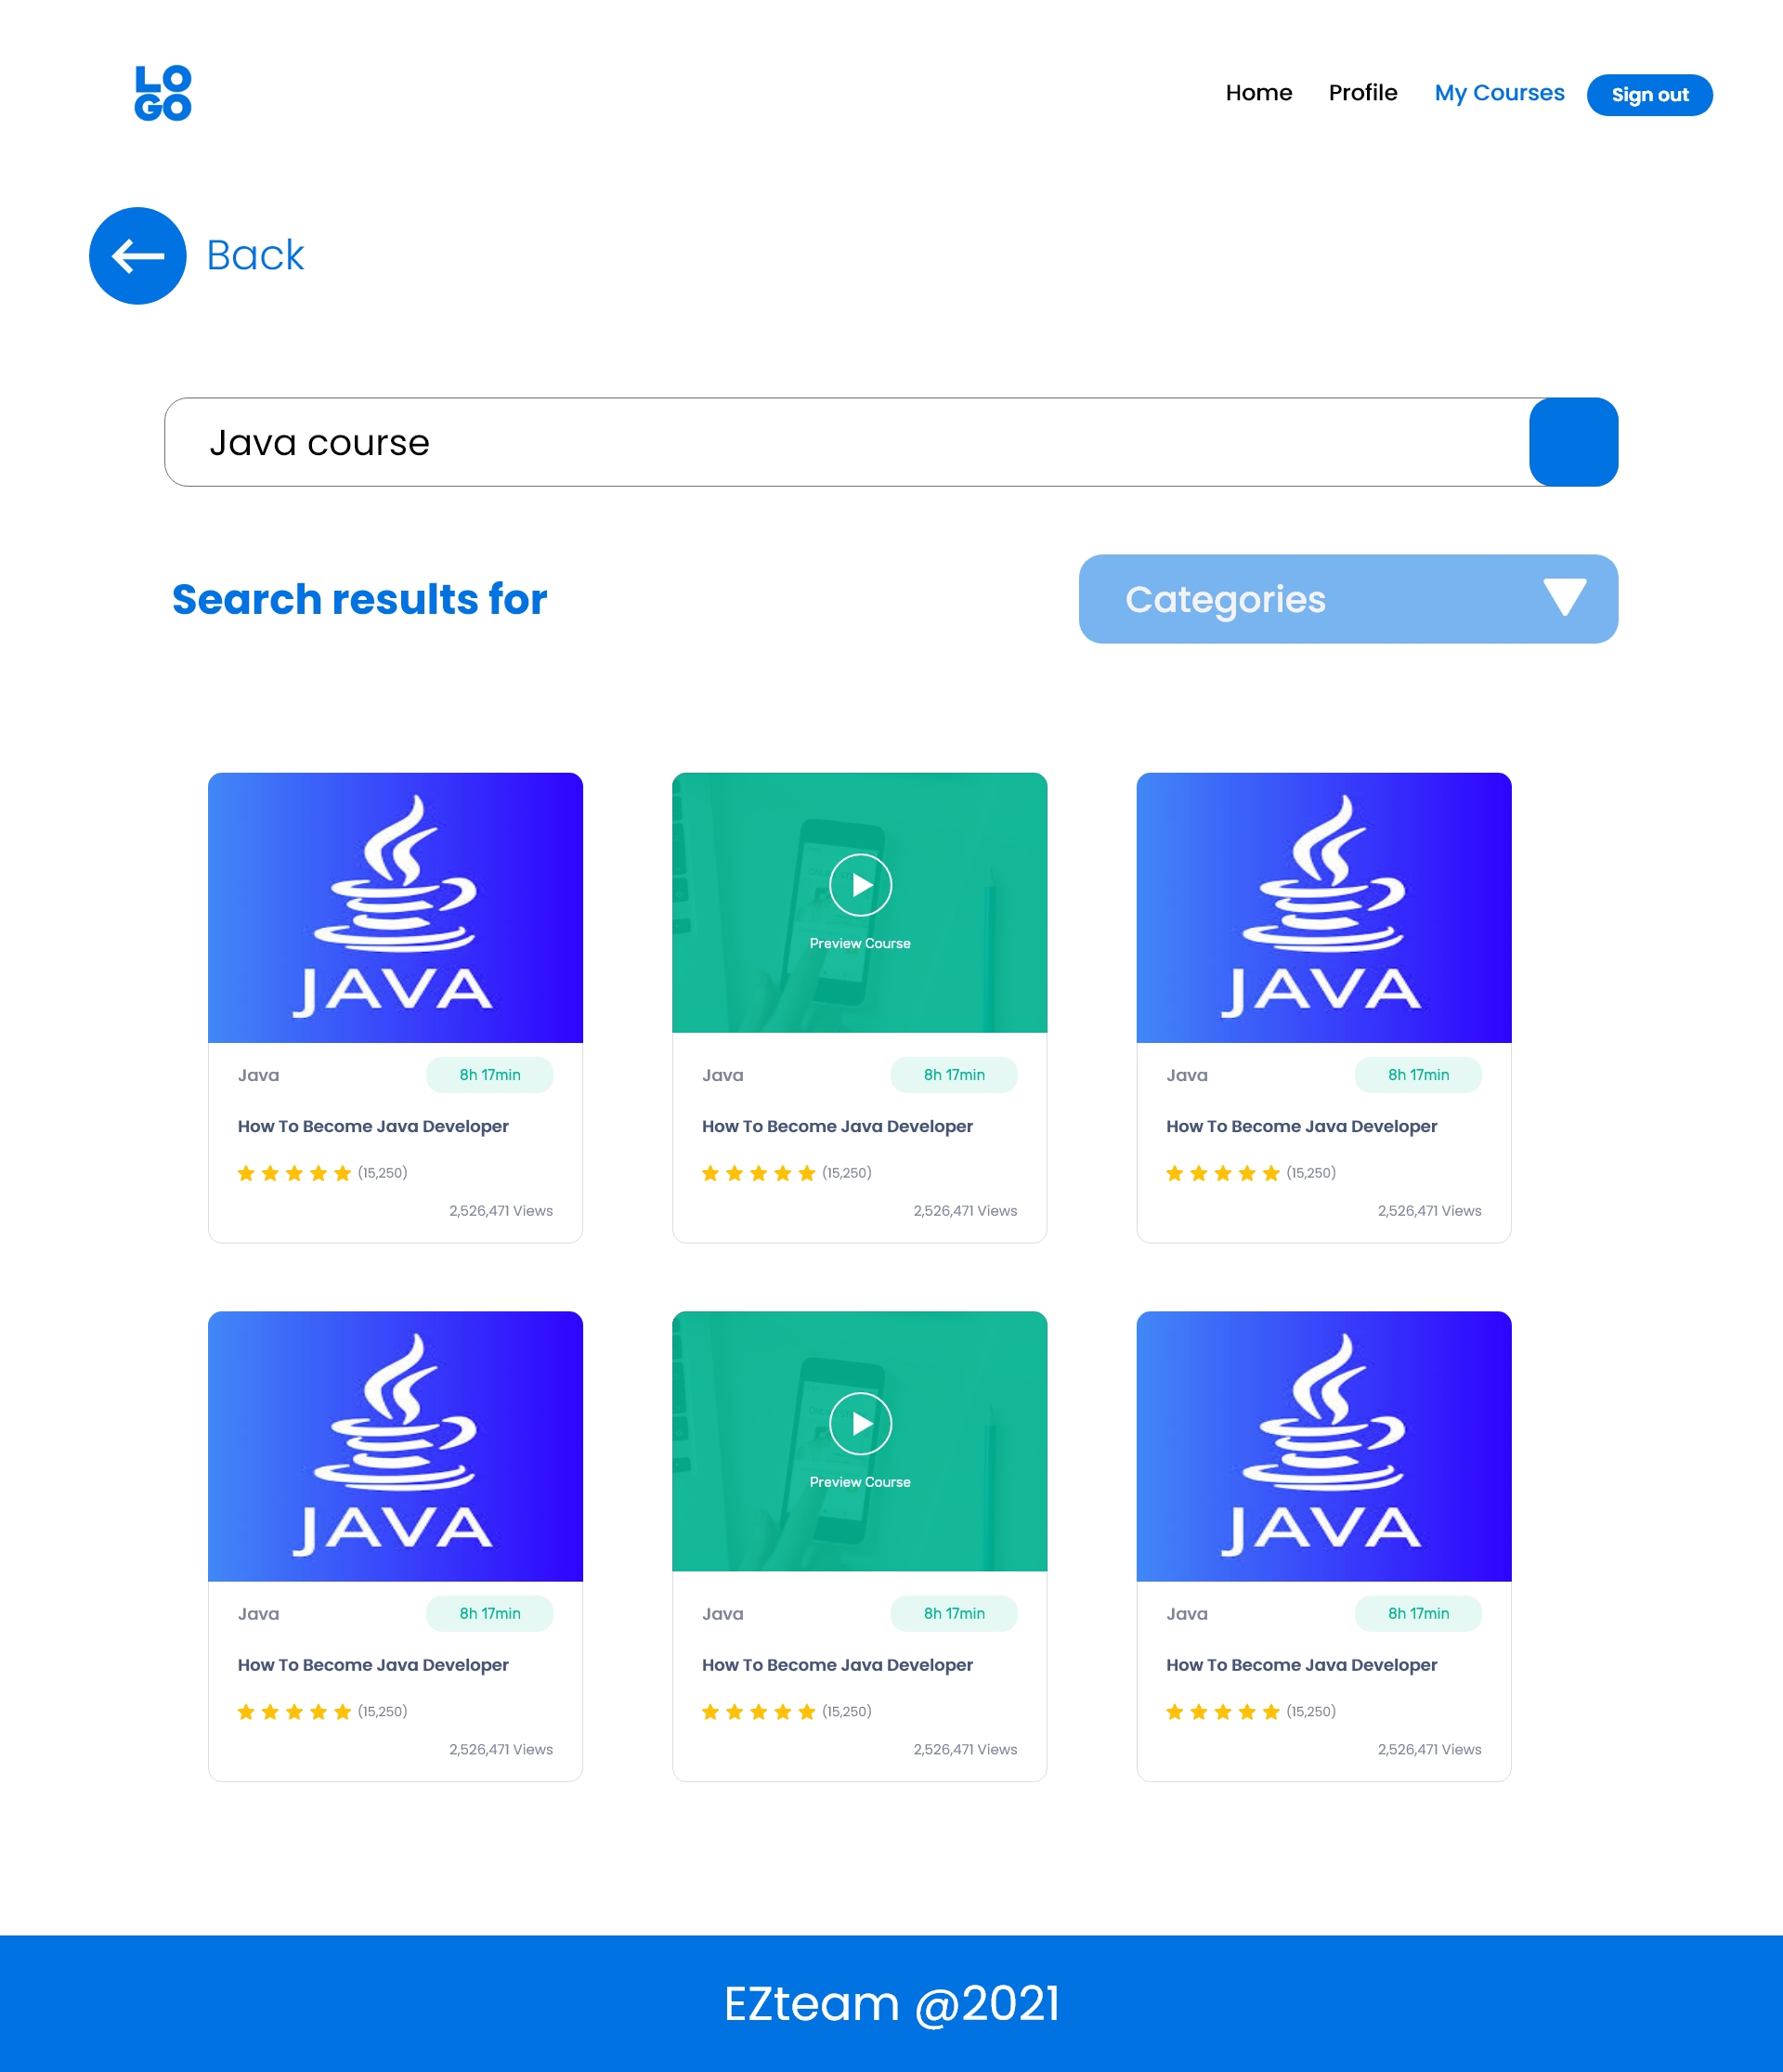 LO
GO
Home Profile My Courses Sign out
Back
Java course
Search results for Categories
JAVA Preview Course JAVA
Java 8h 17min Java 8h 17min Java 8h 17min
How To Become Java Developer How To Become Java Developer How To Become Java Developer
(15,250) (15,250) (15,250)
2,526,471 Views 2,526,471 Views 2,526,471 Views
JAVA Preview Course JAVA
Java 8h 17min Java 8h 17min Java 8h 17min
How To Become Java Developer How To Become Java Developer How To Become Java Developer
(15,250) (15,250) (15,250)
2,526,471 Views 2,526,471 Views 2,526,471 Views
EZteam @2021